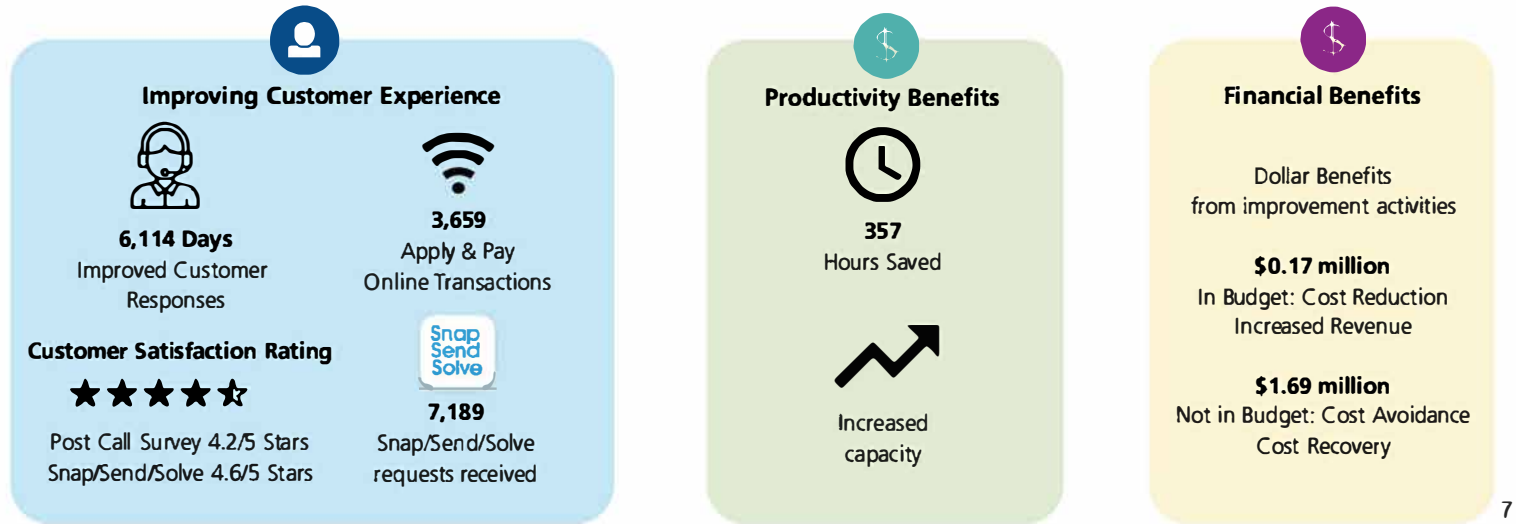 Improving Customer Experience
6,114 Days
Improved Customer
Responses
3,659
Apply & Pay
Online Transactions
Customer Satisfaction Rating
Post Call Survey 4.2/5 Stars
Snap/Send/Solve 4.6/5 Stars
Snap
Send
Solve
7,189
Snap/Send/Solve
requests received
Productivity Benefits
357
Hours Saved
Increased
capacity
Financial Benefits
Dollar Benefits
from improvement activities
$0.17 million
In Budget: Cost Reduction
Increased Revenue
$1.69 million
Not in Budget: Cost Avoidance
Cost Recovery
7